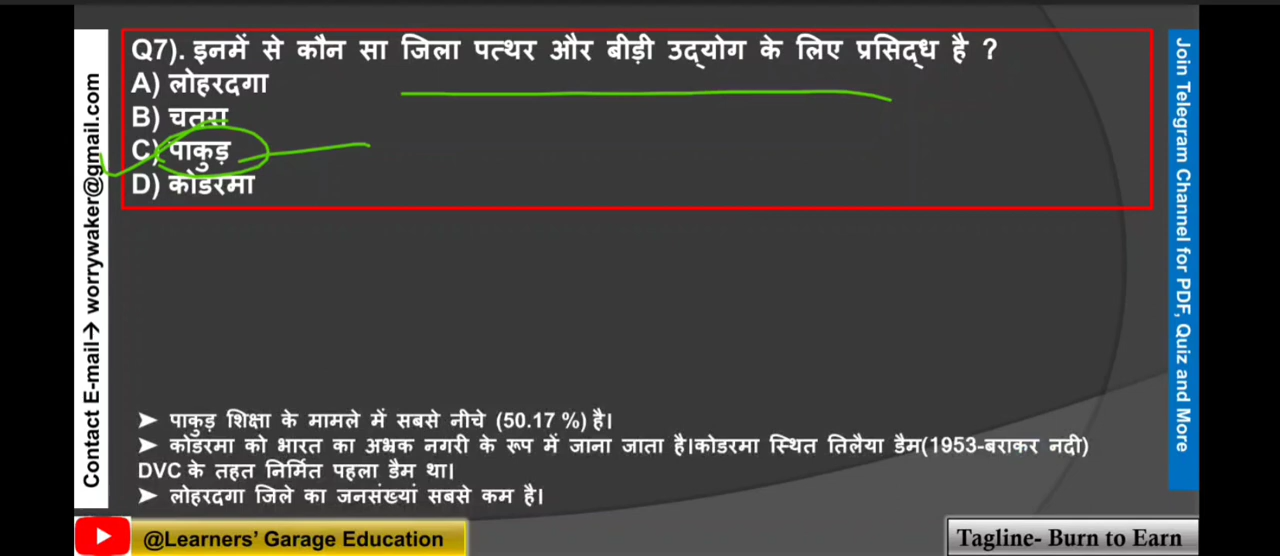 Q7). इनमें से कौन सा जिला पत्थर और बीड़ी उद्योग के लिए प्रसिद्ध है ?
A) लोहरदगा
B) चतरा
C) पाकुड़
D) कोडरमा
➤ पाकुड़ शिक्षा के मामले में सबसे नीचे (50.17 %) है।
➤ कोडरमा को भारत का अभ्रक नगरी के रूप में जाना जाता है।कोडरमा स्थित तिलैया डैम(1953-बराकर नदी)
DVC के तहत निर्मित पहला डैम था।
➤ लोहरदगा जिले का जनसंख्यां सबसे कम है।
Contact E-mail→ worrywaker@gmail.com
Join Telegram Channel for PDF, Quiz and More
@Learners’ Garage Education
Tagline- Burn to Earn